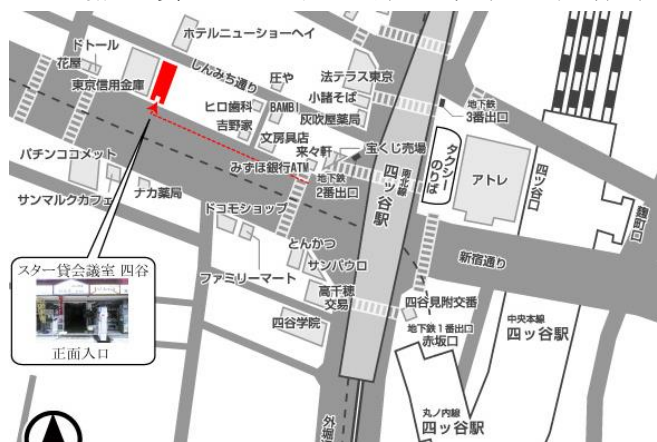 ホテルニューショーヘイ
ドトール
花屋
東京信用金庫
しんみち通り
圧や
法テラス東京
ヒロ歯科
BAMBI
小諸そば
吉野家
灰吹屋薬局
文房具店
来々軒
宝くじ売場
みずほ銀行ATM
地下鉄
2番出口
地下鉄
3番出口
タクシー
のりば
アトレ
四ツ谷口
麹町口
南北線
四ツ谷駅
パチンココメット
サンマルクカフェ
ナカ薬局
ドコモショップ
とんかつ
サンパウロ
ファミリーマート
高千穂
交易
四谷学院
新宿通り
四谷見附交番
地下鉄1番出口
赤坂口
中央本線
四ッ谷駅
丸ノ内線
四ッ谷駅
スター貸会議室 四谷
正面入口